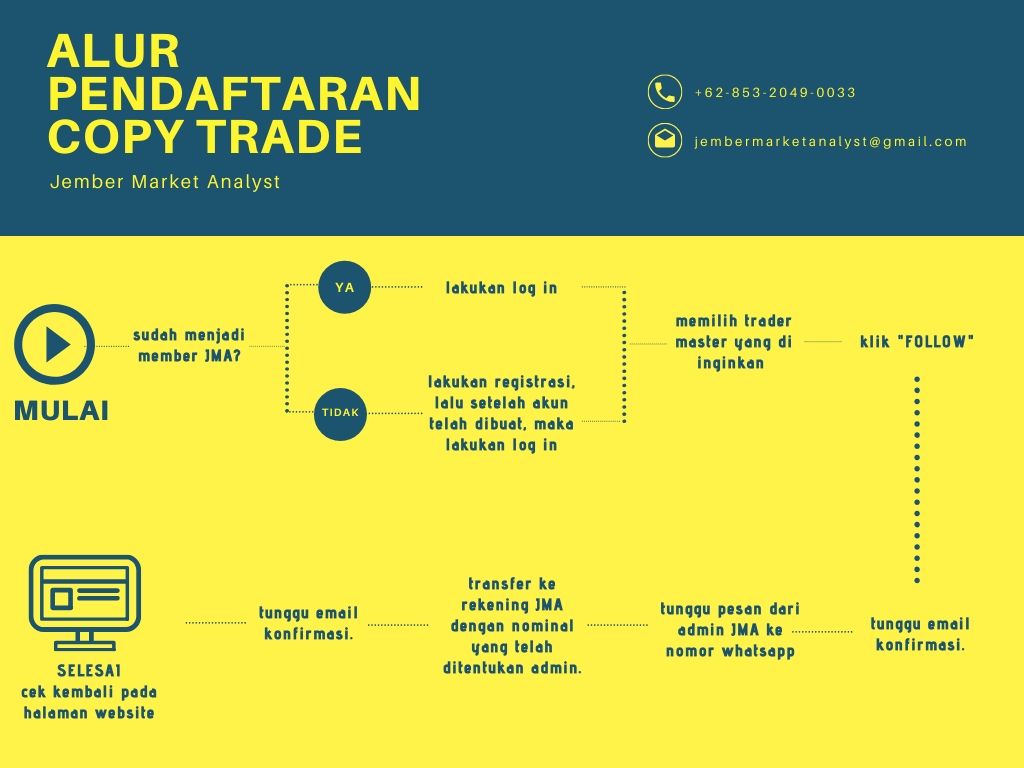 ALUR
PENDAFTARAN
COPY TRADE
Jember Market Analyst
+62-853-2049-0033
jembermarketanalyst@gmail.com
MULAI
sudah menjadi
member JMA?
YA
lakukan log in
TIDAK
lakukan registrasi,
lalu setelah akun
telah dibuat, maka
lakukan log in
memilih trader
master yang di
inginkan
klik "FOLLOW"
tunggu email
konfirmasi.
tunggu pesan dari
admin JMA ke
nomor whatsapp
transfer ke
rekening JMA
dengan nominal
yang telah
ditentukan admin.
tunggu email
konfirmasi.
SELESAI
cek kembali pada
halaman website